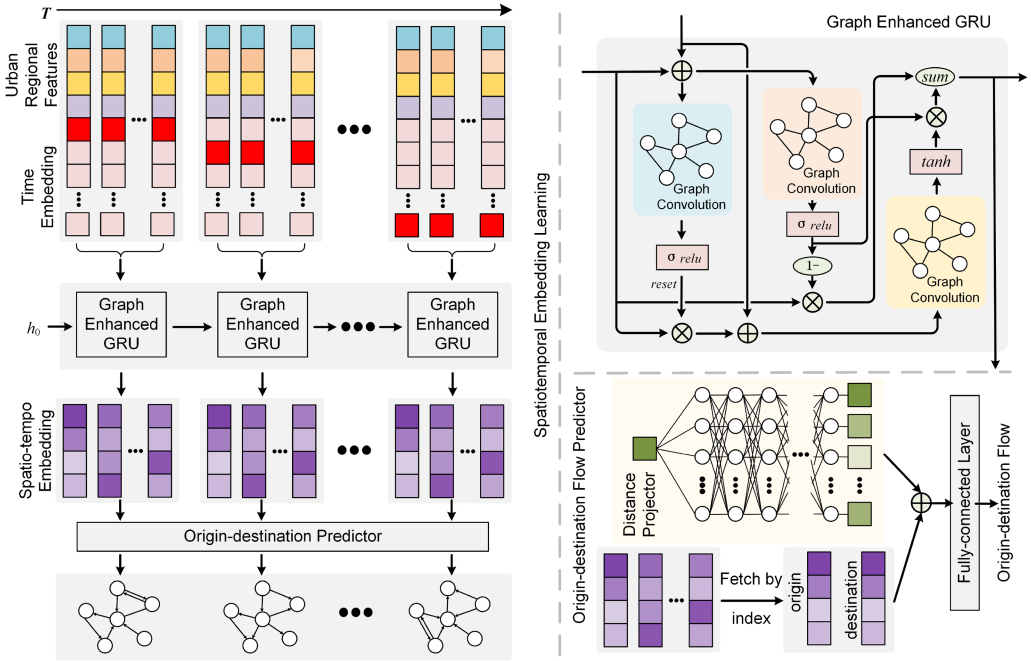 T
Urban
Regional
Features
Time
Embedding
h0
Graph
Enhanced
GRU
Graph
Enhanced
GRU
Graph
Enhanced
GRU
Spatio-tempo
Embedding
Origin-destination Predictor
Spatiotemporal Embedding Learning
Graph Enhanced GRU
Graph
Convolution
σ relu
reset
Graph
Convolution
σ relu
1−
sum
tanh
Graph
Convolution
Origin-destination Flow Predictor
Distance
Projector
Fetch by
index
origin
destination
Fully-connected Layer
Origin-detination Flow